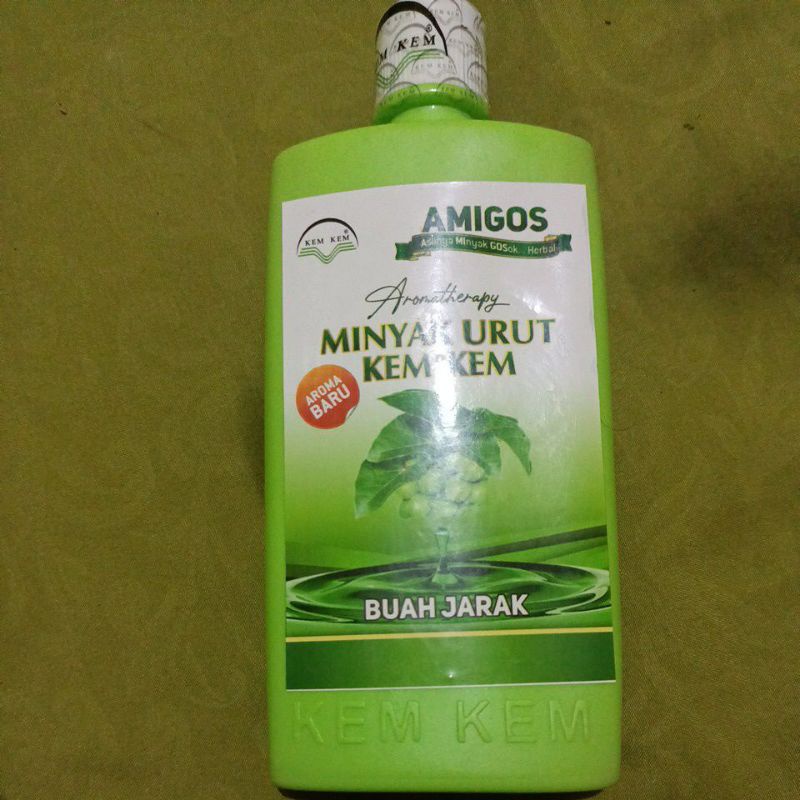 KEM KEM
KEM KEM
AMIGOS
Aslinya MInyak GOSok Herbal
Aromatherapy
MINYAK URUT
KEM KEM
AROMA
BARU
BUAH JARAK
KEM KEM